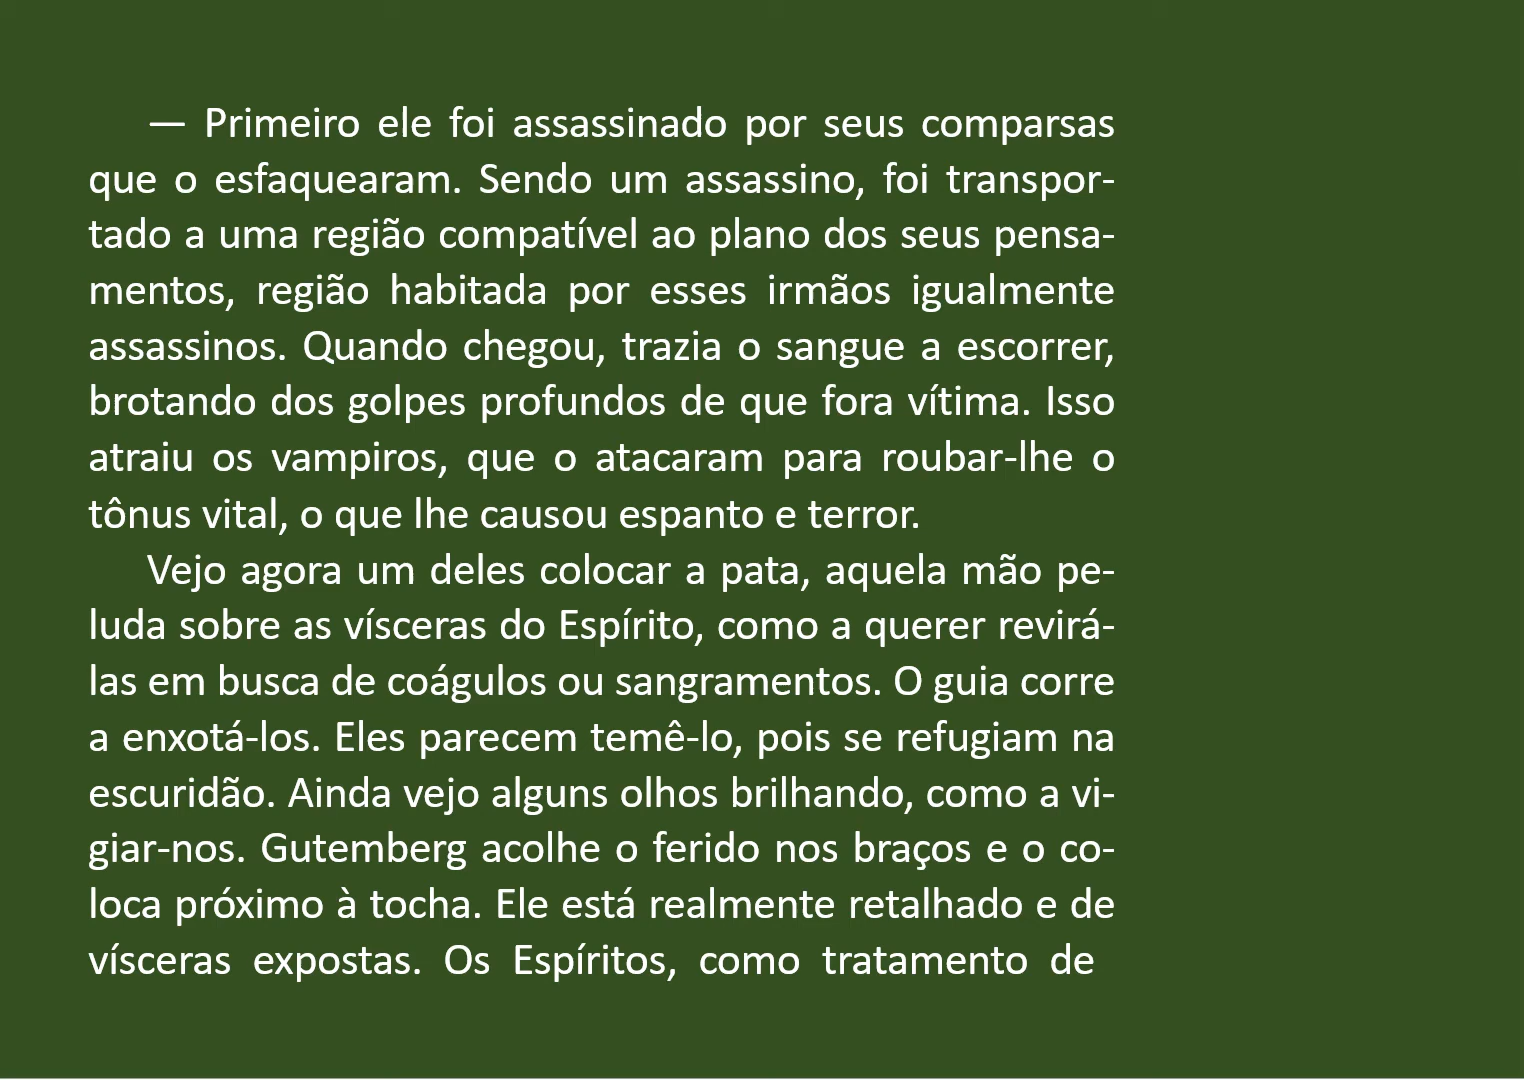 — Primeiro ele foi assassinado por seus comparsas
que o esfaquearam. Sendo um assassino, foi transpor-
tado a uma região compatível ao plano dos seus pensa-
mentos, região habitada por esses irmãos igualmente
assassinos. Quando chegou, trazia o sangue a escorrer,
brotando dos golpes profundos de que fora vítima. Isso
atraiu os vampiros, que o atacaram para roubar-lhe o
tônus vital, o que lhe causou espanto e terror.
Vejo agora um deles colocar a pata, aquela mão pe-
luda sobre as vísceras do Espírito, como a querer revirá-
las em busca de coágulos ou sangramentos. O guia corre
a enxotá-los. Eles parecem temê-lo, pois se refugiam na
escuridão. Ainda vejo alguns olhos brilhando, como a vi-
giar-nos. Gutemberg acolhe o ferido nos braços e o co-
loca próximo à tocha. Ele está realmente retalhado e de
vísceras expostas. Os Espíritos, como tratamento de